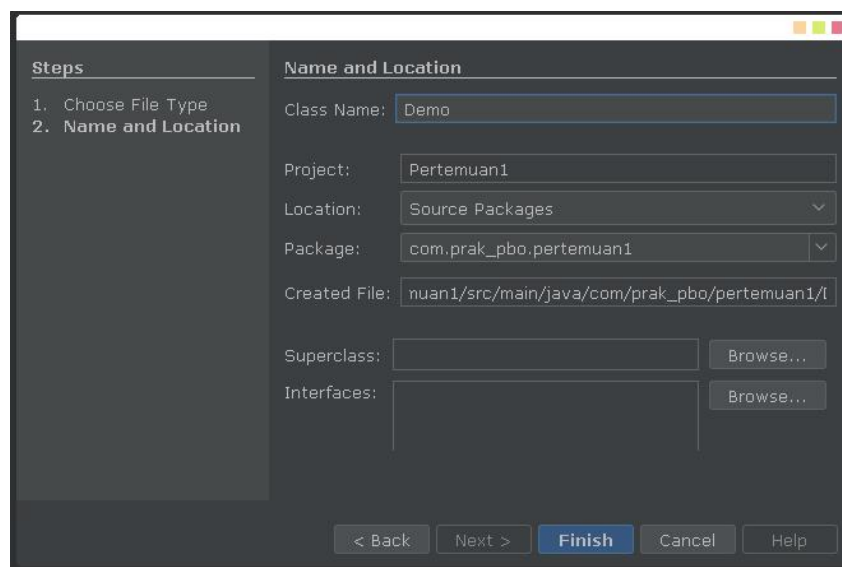 Steps
1. Choose File Type
2. Name and Location
Name and Location
Class Name: Demo
Project: Pertemuan1
Location: Source Packages
Package: com.prak_pbo.pertemuan1
Created File: nuan1/src/main/java/com/prak_pbo/pertemuan1/
Superclass: Browse...
Interfaces: Browse...
< Back Next > Finish Cancel Help